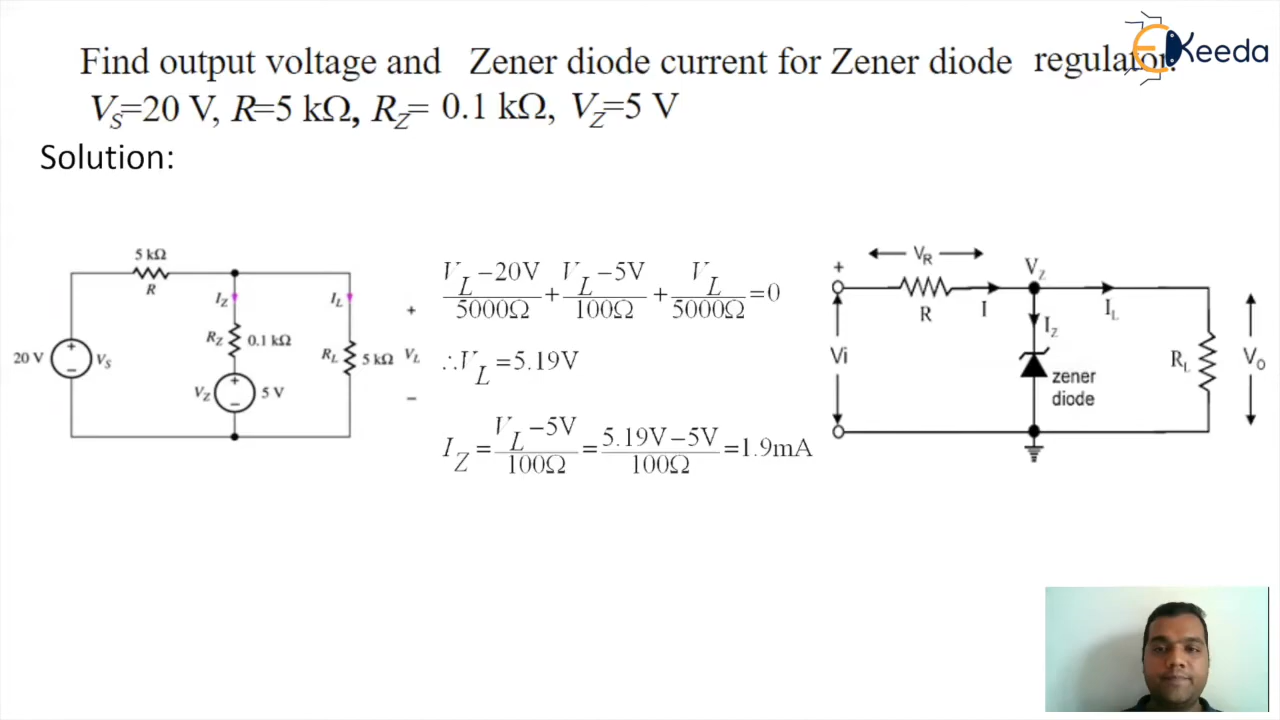 Keeda
Find output voltage and Zener diode current for Zener diode regulator.
VS=20 V, R=5 kΩ, RZ= 0.1 kΩ, VZ=5 V
Solution:
5 kΩ
R
IZ
IL
+
RZ
0.1 kΩ
20 V
+
−
VS
RL
5 kΩ
VL
VZ
+
−
5 V
−
VL−20V/5000Ω + VL−5V/100Ω + VL/5000Ω =0
∴VL =5.19V
IZ = VL−5V/100Ω = 5.19V−5V/100Ω =1.9mA
VR
+
VZ
R
I
IL
IZ
Vi
zener
diode
RL
Vo